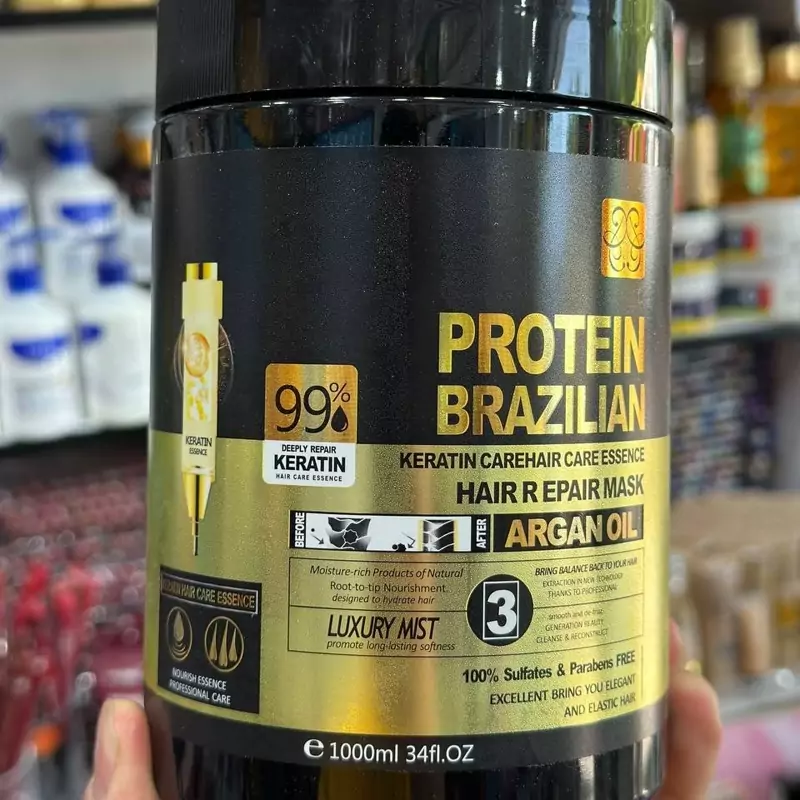 PROTEIN
BRAZILIAN
KERATIN CAREHAIR CARE ESSENCE
HAIR R EPAIR MASK
ARGAN OIL
BEFORE
AFTER
99%
DEEPLY REPAIR
KERATIN
HAIR CARE ESSENCE
KERATIN
ESSENCE
Moisture-rich Products of Natural
Root-to-tip Nourishment.
designed to hydrate hair
LUXURY MIST
promote long-lasting softness
3
BRING BALANCE BACK TO YOUR HAIR
EXTRACTION IN NEW TECHNOLOGY
THANKS TO PROFESSIONAL
smooth and
GENERATION BEAUTY
CLEANSE & RECONSTRUCT
HAIR CARE ESSENCE
NOURISH ESSENCE
PROFESSIONAL CARE
100% Sulfates & Parabens FREE
EXCELLENT BRING YOU ELEGANT
AND ELASTIC HAIR
℮ 1000ml 34fl.OZ